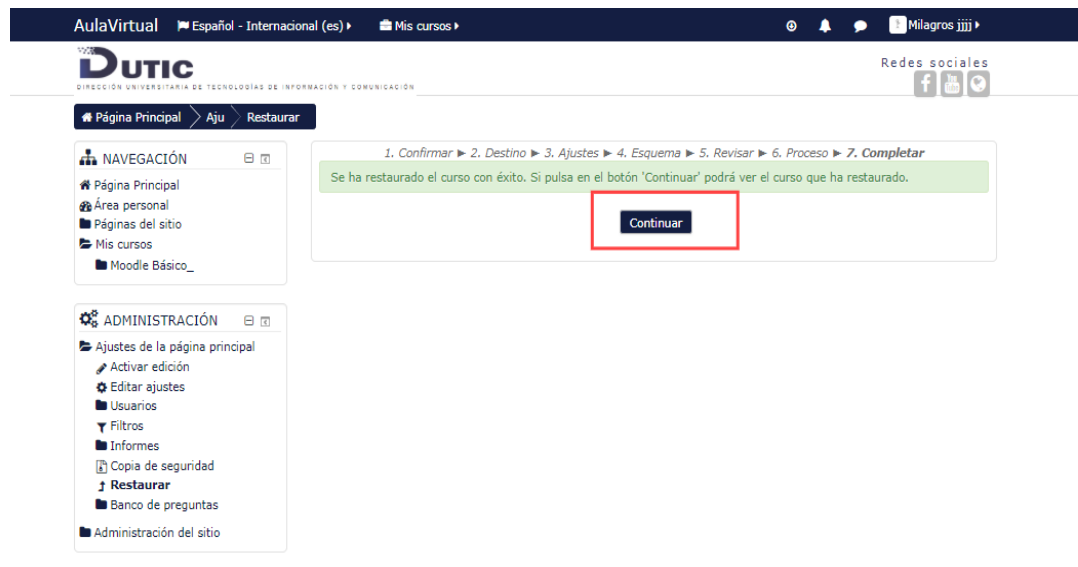 AulaVirtual Español - Internacional (es) Mis cursos Milagros jjjj
DUTIC
DIRECCIÓN UNIVERSITARIA DE TECNOLOGÍAS DE INFORMACIÓN Y COMUNICACIÓN
Redes sociales
Página Principal Aju Restaurar
NAVEGACIÓN
Página Principal
Área personal
Páginas del sitio
Mis cursos
Moodle Básico_
ADMINISTRACIÓN
Ajustes de la página principal
Activar edición
Editar ajustes
Usuarios
Filtros
Informes
Copia de seguridad
Restaurar
Banco de preguntas
Administración del sitio
1. Confirmar ► 2. Destino ► 3. Ajustes ► 4. Esquema ► 5. Revisar ► 6. Proceso ► 7. Completar
Se ha restaurado el curso con éxito. Si pulsa en el botón 'Continuar' podrá ver el curso que ha restaurado.
Continuar